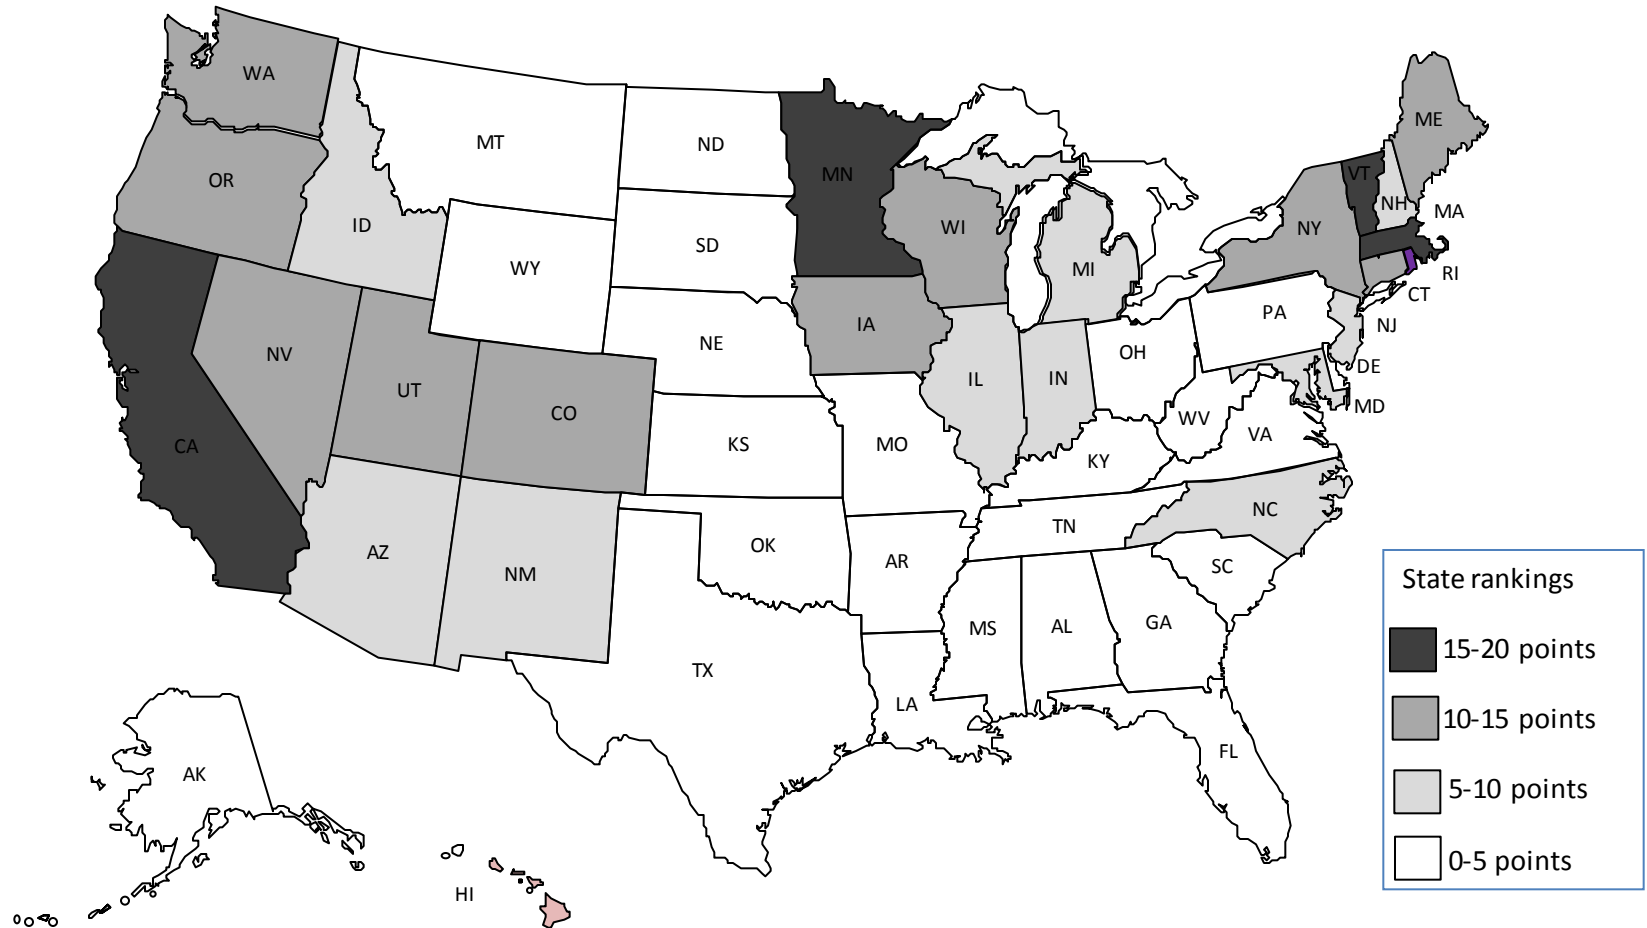 WA
ME
MT
ND
OR
MN
VT
NH
MA
ID
WI
NY
SD
WY
MI
RI
CT
PA
NJ
IA
NE
OH
NV
DE
UT
IL
IN
MD
CO
WV
VA
CA
KS
MO
KY
NC
TN
AZ
OK
AR
SC
NM
State rankings
GA
MS
AL
15-20 points
TX
LA
10-15 points
FL
AK
5-10 points
0-5 points
HI